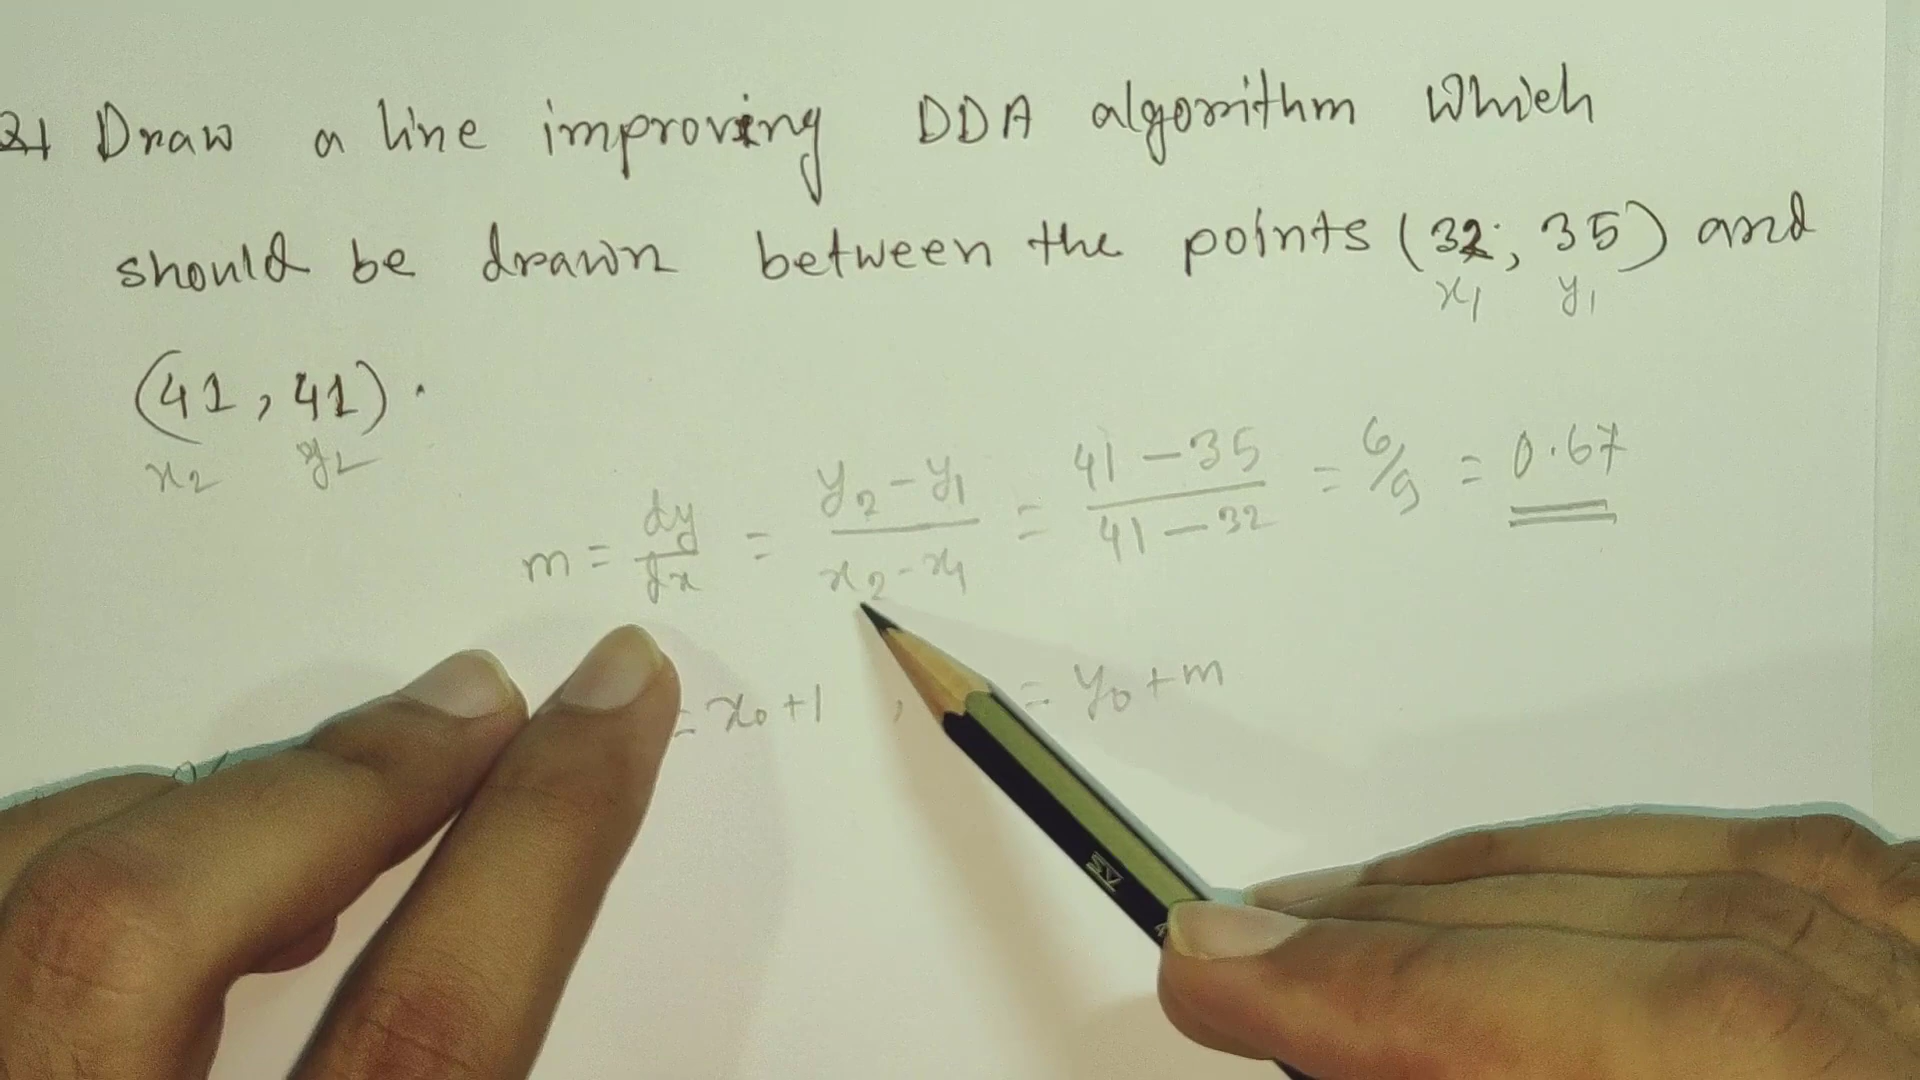 Q1 Draw a line improving DDA algorithm which
should be drawn between the points (32, 35) and
x1 y1
(41, 41).
x2 y2
m = dy/dx = y2-y1/x2-x1 = 41-35/41-32 = 6/9 = 0.67
= x0+1, = y0+m